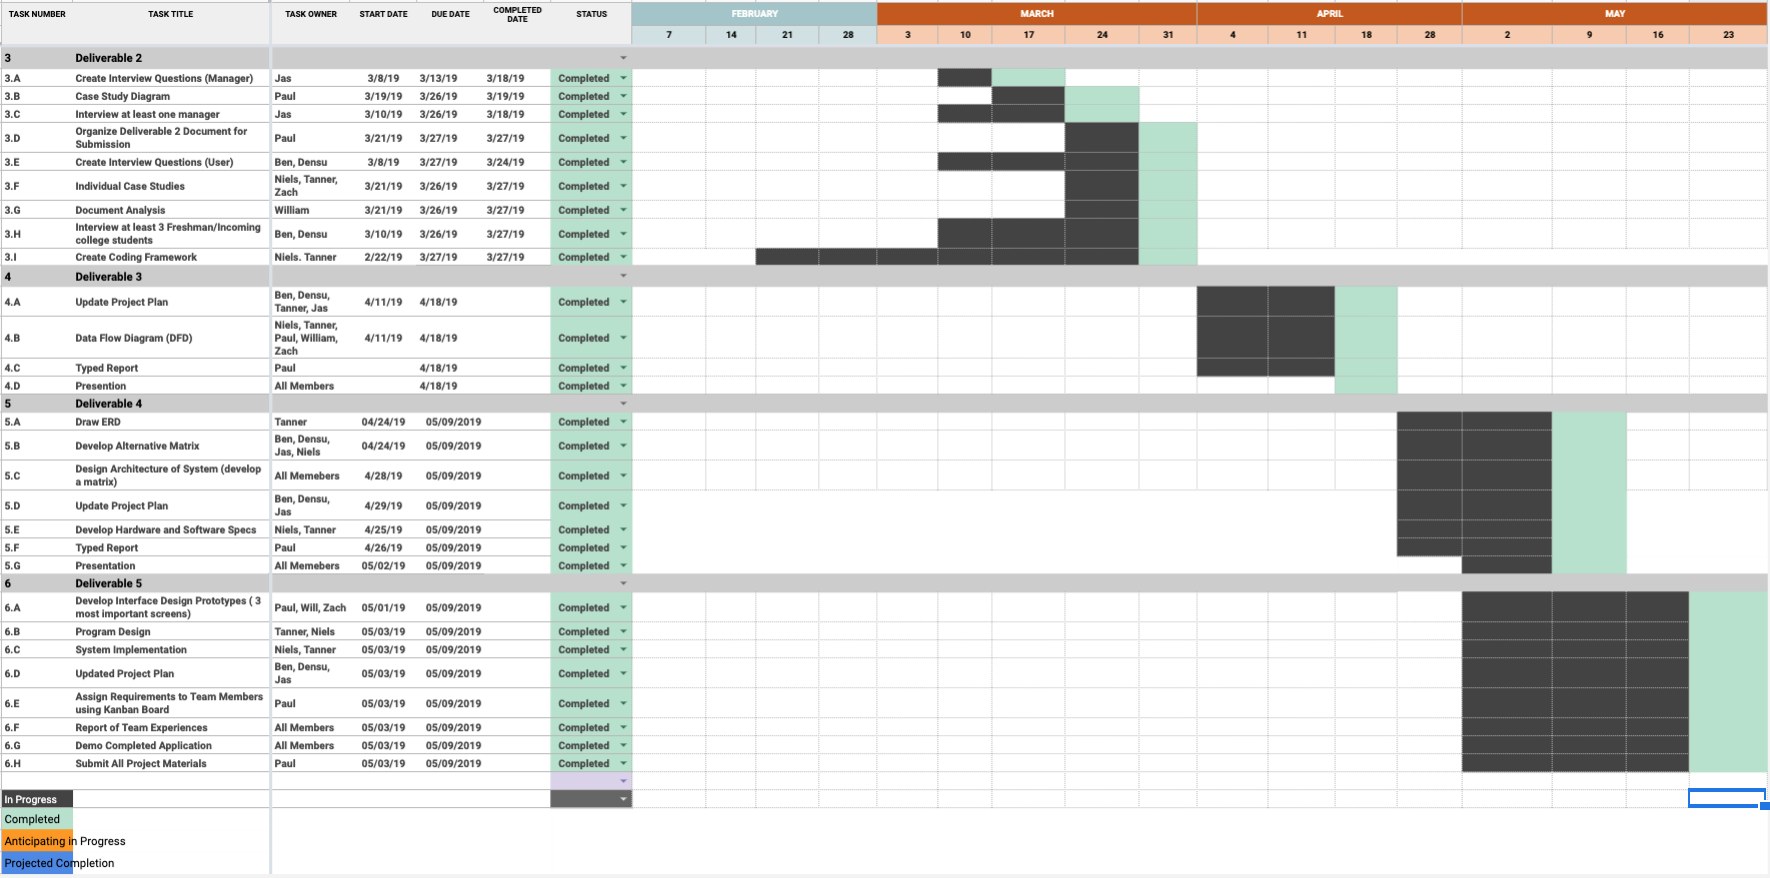 TASK NUMBER TASK TITLE TASK OWNER START DATE DUE DATE COMPLETED DATE STATUS FEBRUARY MARCH APRIL MAY
7 14 21 28 3 10 17 24 31 4 11 18 28 2 9 16 23
3 Deliverable 2
3.A Create Interview Questions (Manager) Jas 3/8/19 3/13/19 3/18/19 Completed
3.B Case Study Diagram Paul 3/19/19 3/26/19 3/19/19 Completed
3.C Interview at least one manager Jas 3/10/19 3/26/19 3/18/19 Completed
3.D Organize Deliverable 2 Document for Submission Paul 3/21/19 3/27/19 3/27/19 Completed
3.E Create Interview Questions (User) Ben, Densu 3/8/19 3/27/19 3/24/19 Completed
3.F Individual Case Studies Niels, Tanner, Zach 3/21/19 3/26/19 3/27/19 Completed
3.G Document Analysis William 3/21/19 3/26/19 3/27/19 Completed
3.H Interview at least 3 Freshman/Incoming college students Ben, Densu 3/10/19 3/26/19 3/27/19 Completed
3.I Create Coding Framework Niels. Tanner 2/22/19 3/27/19 3/27/19 Completed
4 Deliverable 3
4.A Update Project Plan Ben, Densu, Tanner, Jas 4/11/19 4/18/19 Completed
4.B Data Flow Diagram (DFD) Niels, Tanner, Paul, William, Zach 4/11/19 4/18/19 Completed
4.C Typed Report Paul 4/18/19 Completed
4.D Presention All Members 4/18/19 Completed
5 Deliverable 4
5.A Draw ERD Tanner 04/24/19 05/09/2019 Completed
5.B Develop Alternative Matrix Ben, Densu, Jas, Niels 04/24/19 05/09/2019 Completed
5.C Design Architecture of System (develop a matrix) All Memebers 4/28/19 05/09/2019 Completed
5.D Update Project Plan Ben, Densu, Jas 4/29/19 05/09/2019 Completed
5.E Develop Hardware and Software Specs Niels, Tanner 4/25/19 05/09/2019 Completed
5.F Typed Report Paul 4/26/19 05/09/2019 Completed
5.G Presentation All Memebers 05/02/19 05/09/2019 Completed
6 Deliverable 5
6.A Develop Interface Design Prototypes ( 3 most important screens) Paul, Will, Zach 05/01/19 05/09/2019 Completed
6.B Program Design Tanner, Niels 05/03/19 05/09/2019 Completed
6.C System Implementation Niels, Tanner 05/03/19 05/09/2019 Completed
6.D Updated Project Plan Ben, Densu, Jas 05/03/19 05/09/2019 Completed
6.E Assign Requirements to Team Members using Kanban Board Paul 05/03/19 05/09/2019 Completed
6.F Report of Team Experiences All Members 05/03/19 05/09/2019 Completed
6.G Demo Completed Application All Members 05/03/19 05/09/2019 Completed
6.H Submit All Project Materials Paul 05/03/19 05/09/2019 Completed
In Progress
Completed
Anticipating in Progress
Projected Completion